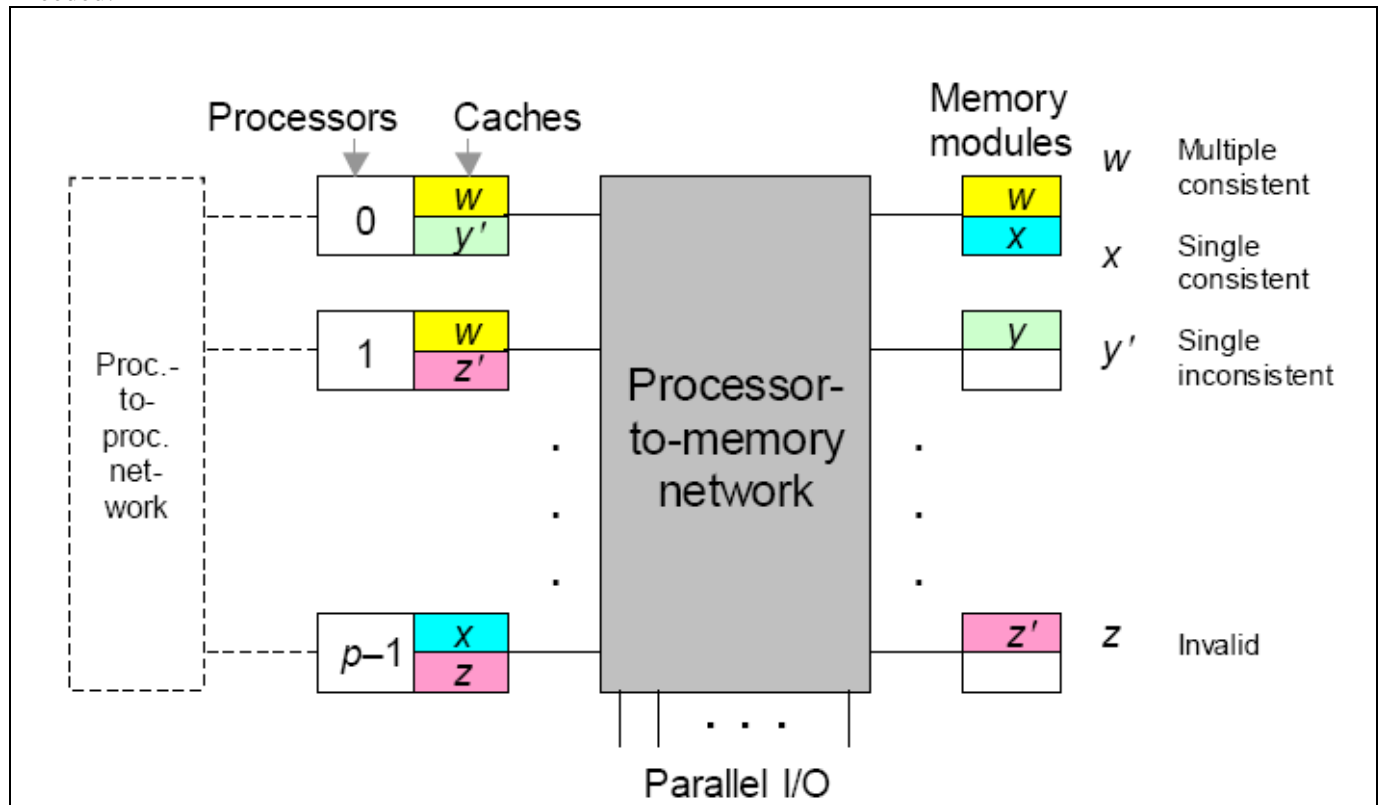 Processors
Caches
Memory
modules
w
Multiple
consistent
0
w
y′
w
x
x
Single
consistent
1
w
z′
y
y′
Single
inconsistent
Proc.-
to-
proc.
net-
work
Processor-
to-memory
network
.
.
.
.
.
.
p–1
x
z
z′
z
Invalid
. . .
Parallel I/O